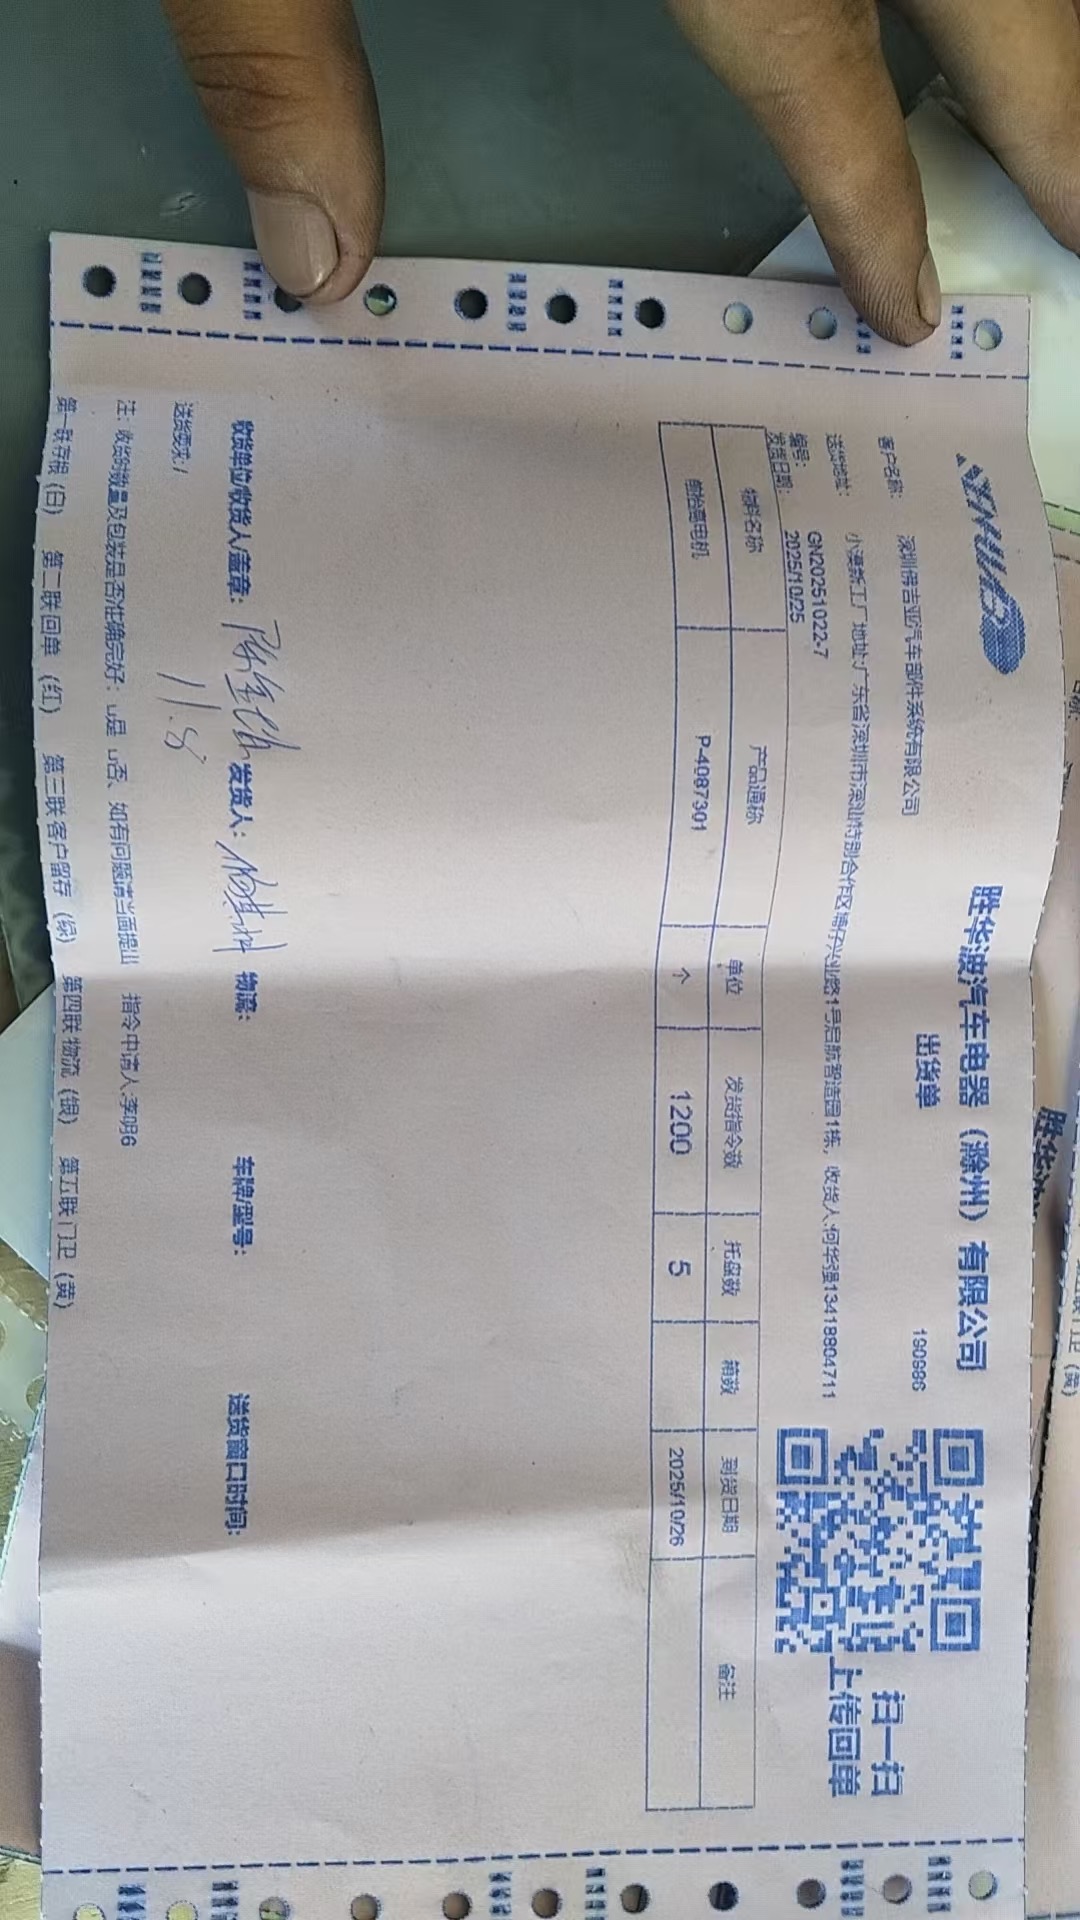 胜华波汽车电器（滁州）有限公司
出货单
190986
扫一扫
上传回单
客户名称： 深圳佛吉亚汽车部件系统有限公司
送货地址： 小漠新工厂地址:广东省深圳市深汕特别合作区 1号启航智造园1栋，收货人:何华强13418804711
编号： GN20251022-7
发货日期： 2025/10/25
物料名称 产品通称 单位 发货指令数 托盘数 箱数 到货日期 备注
前抬高电机 P-4087301 个 1200 5 2025/10/26
收货单位/收货人/盖章： 发货人： 物流： 车牌/型号： 送货窗口时间：
11.8
送货要求:/
注：收货时数量及包装是否准确完好：□是 □否、如有问题请当面提出 指令申请人:李明6
第一联存根（白） 第二联回单（红） 第三联客户留存（绿） 第四联物流（银） 第五联门卫（黄）